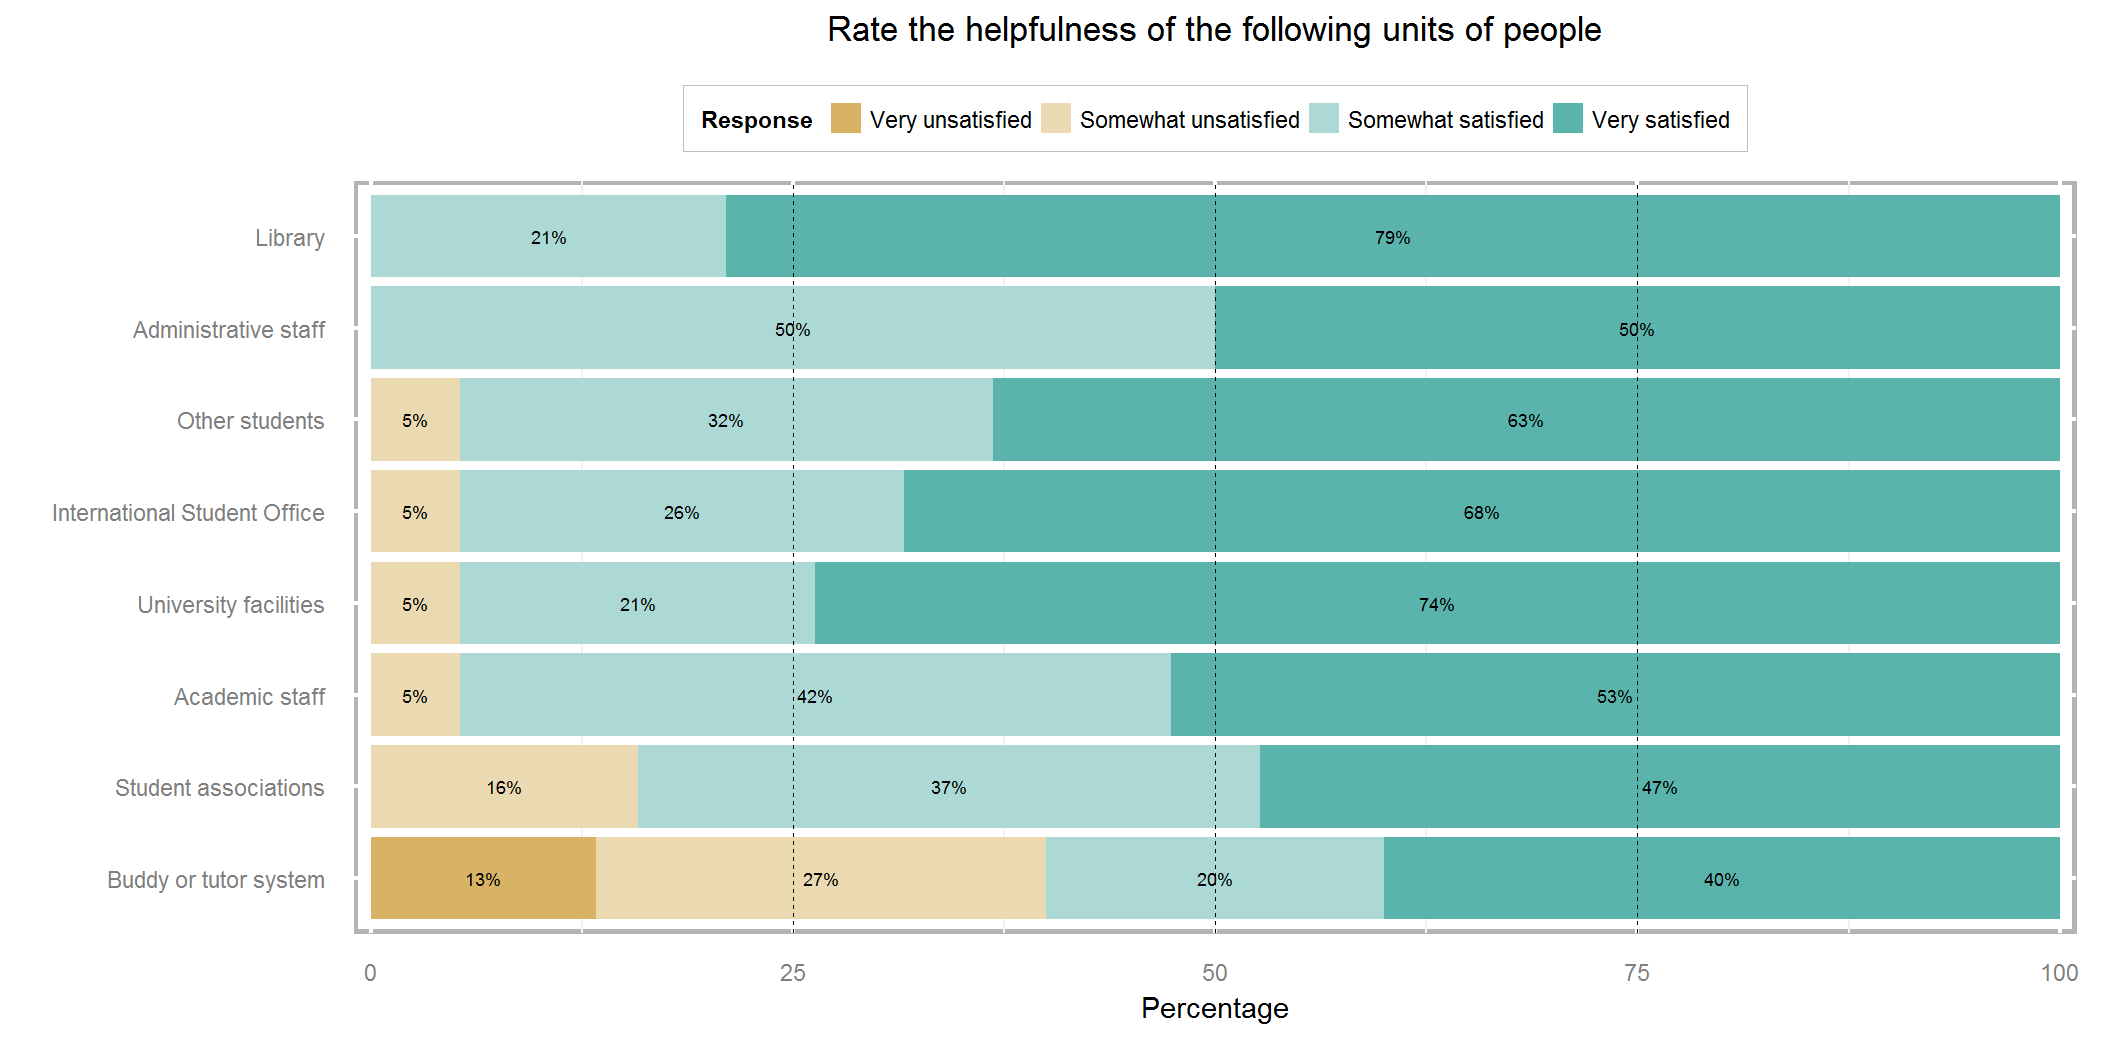 Rate the helpfulness of the following units of people
Response Very unsatisfied Somewhat unsatisfied Somewhat satisfied Very satisfied
Library 21% 79%
Administrative staff 50% 50%
Other students 5% 32% 63%
International Student Office 5% 26% 68%
University facilities 5% 21% 74%
Academic staff 5% 42% 53%
Student associations 16% 37% 47%
Buddy or tutor system 13% 27% 20% 40%
0 25 50 75 100
Percentage